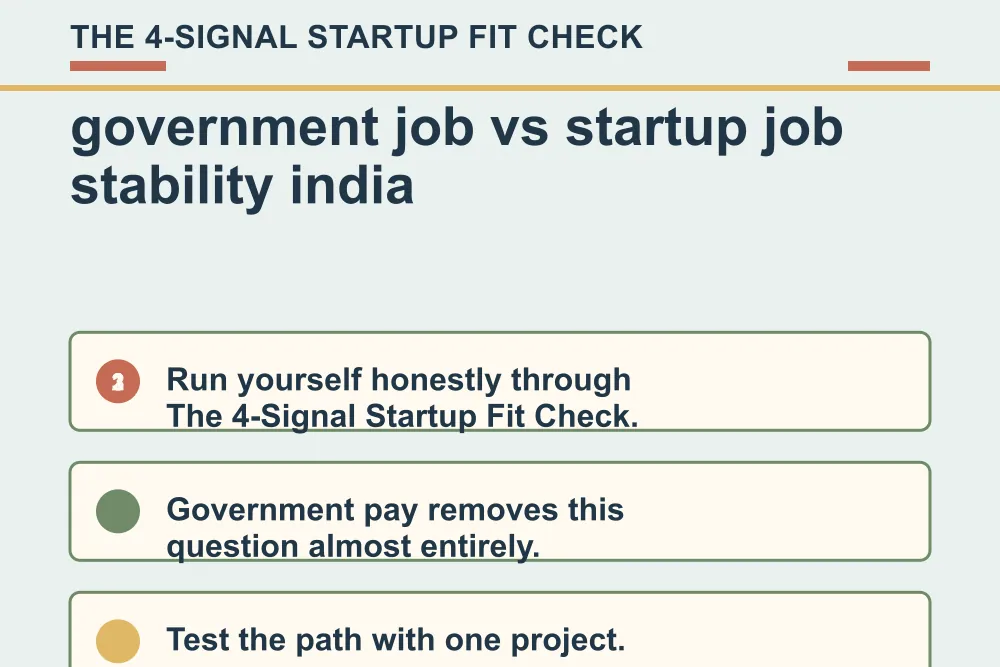 THE 4-SIGNAL STARTUP FIT CHECK
government job vs startup job
stability india
Run yourself honestly through
The 4-Signal Startup Fit Check.
Government pay removes this
question almost entirely.
Test the path with one project.